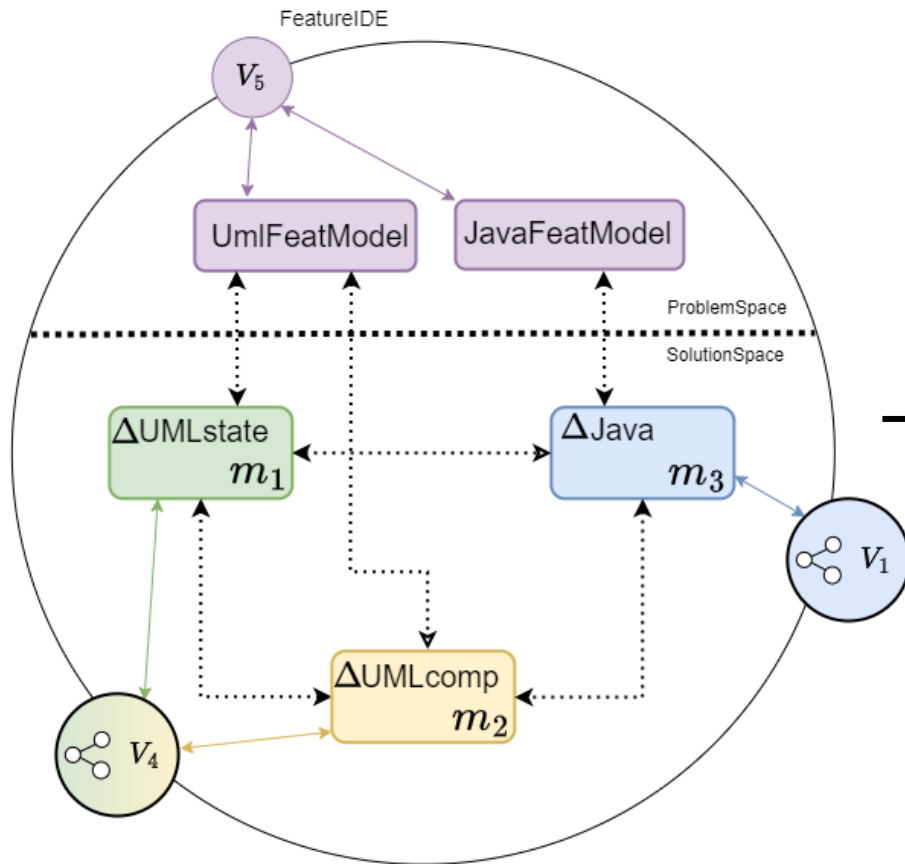 FeatureIDE
V₅
UmlFeatModel
JavaFeatModel
ProblemSpace
SolutionSpace
ΔUMLstate
m₁
ΔJava
m₃
V₁
ΔUMLcomp
m₂
V₄